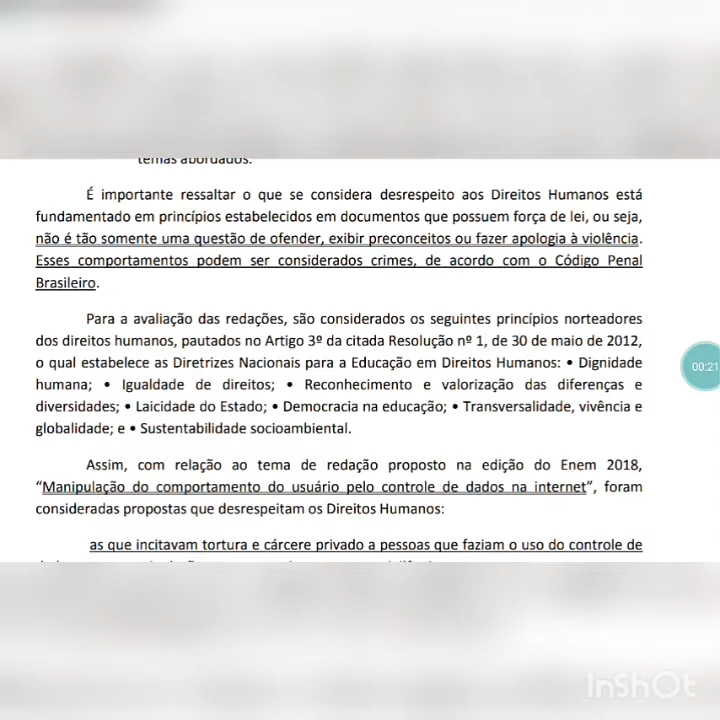 temas abordados.
É importante ressaltar o que se considera desrespeito aos Direitos Humanos está
fundamentado em princípios estabelecidos em documentos que possuem força de lei, ou seja,
não é tão somente uma questão de ofender, exibir preconceitos ou fazer apologia à violência.
Esses comportamentos podem ser considerados crimes, de acordo com o Código Penal
Brasileiro.
Para a avaliação das redações, são considerados os seguintes princípios norteadores
dos direitos humanos, pautados no Artigo 3º da citada Resolução nº 1, de 30 de maio de 2012,
o qual estabelece as Diretrizes Nacionais para a Educação em Direitos Humanos: • Dignidade
humana; • Igualdade de direitos; • Reconhecimento e valorização das diferenças e
diversidades; • Laicidade do Estado; • Democracia na educação; • Transversalidade, vivência e
globalidade; e • Sustentabilidade socioambiental.
Assim, com relação ao tema de redação proposto na edição do Enem 2018,
“Manipulação do comportamento do usuário pelo controle de dados na internet”, foram
consideradas propostas que desrespeitam os Direitos Humanos:
as que incitavam tortura e cárcere privado a pessoas que faziam o uso do controle de
00:21
InShOt